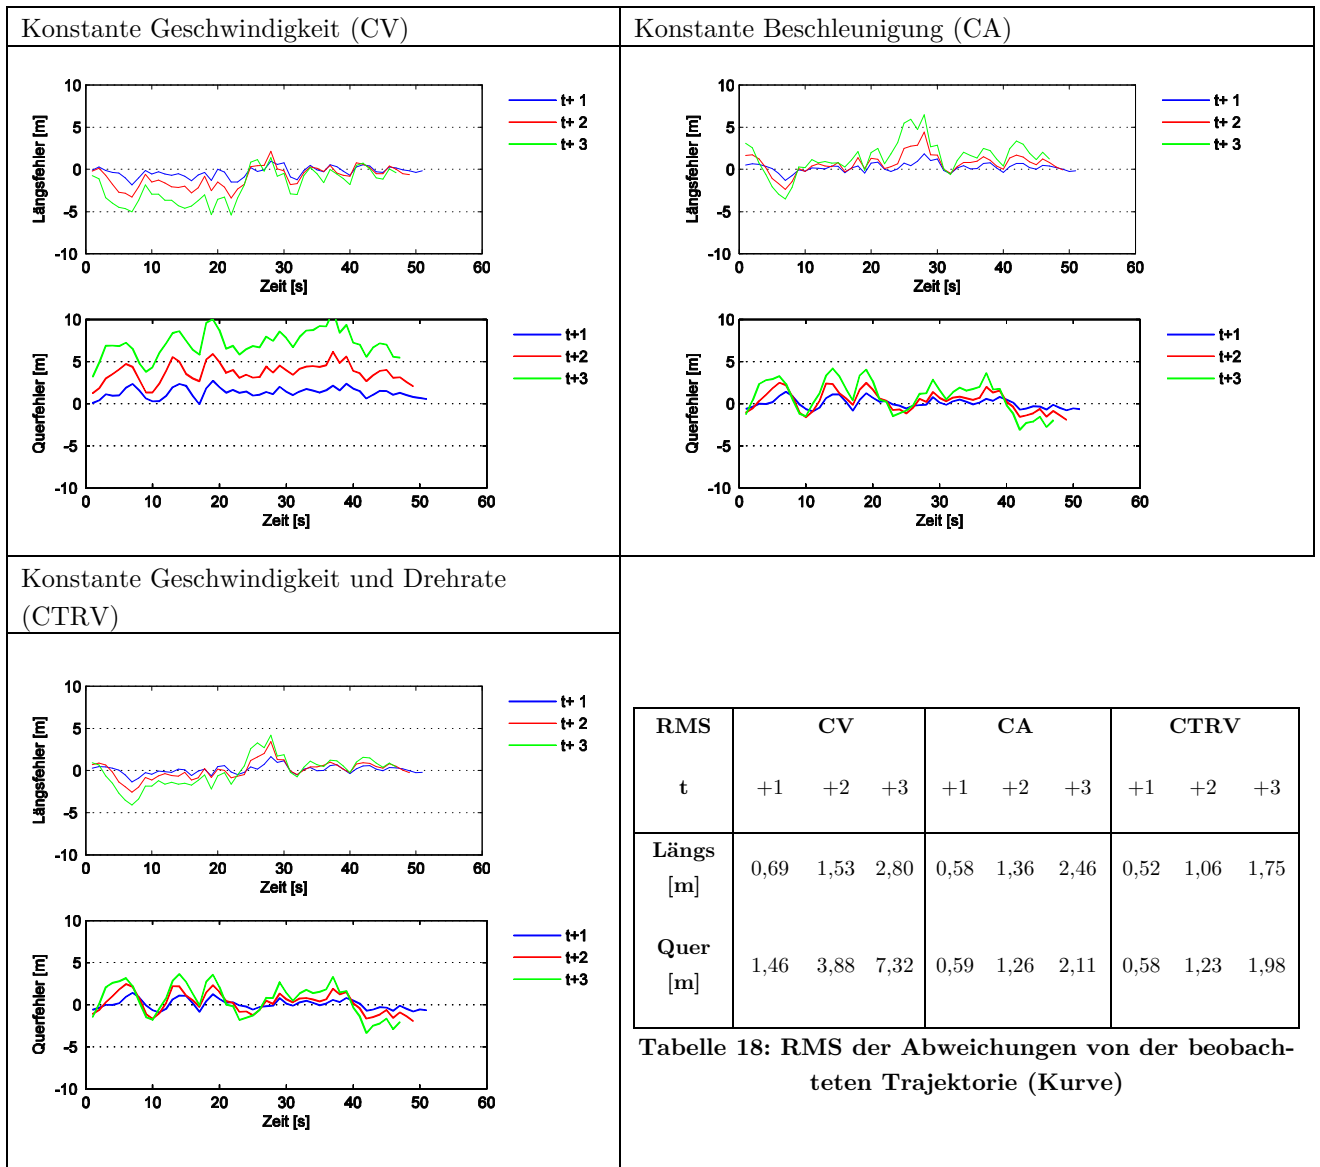 Konstante Geschwindigkeit (CV)
10
5
0
-5
-10
Längsfehler [m]
0 10 20 30 40 50 60
Zeit [s]
t+ 1
t+ 2
t+ 3
10
5
0
-5
-10
Querfehler [m]
0 10 20 30 40 50 60
Zeit [s]
t+1
t+2
t+3
Konstante Beschleunigung (CA)
10
5
0
-5
-10
Längsfehler [m]
0 10 20 30 40 50 60
Zeit [s]
t+ 1
t+ 2
t+ 3
10
5
0
-5
-10
Querfehler [m]
0 10 20 30 40 50 60
Zeit [s]
t+1
t+2
t+3
Konstante Geschwindigkeit und Drehrate
(CTRV)
10
5
0
-5
-10
Längsfehler [m]
0 10 20 30 40 50 60
Zeit [s]
t+ 1
t+ 2
t+ 3
10
5
0
-5
-10
Querfehler [m]
0 10 20 30 40 50 60
Zeit [s]
t+1
t+2
t+3
RMS CV CA CTRV
t +1 +2 +3 +1 +2 +3 +1 +2 +3
Längs
[m] 0,69 1,53 2,80 0,58 1,36 2,46 0,52 1,06 1,75
Quer
[m] 1,46 3,88 7,32 0,59 1,26 2,11 0,58 1,23 1,98
Tabelle 18: RMS der Abweichungen von der beobach-
teten Trajektorie (Kurve)